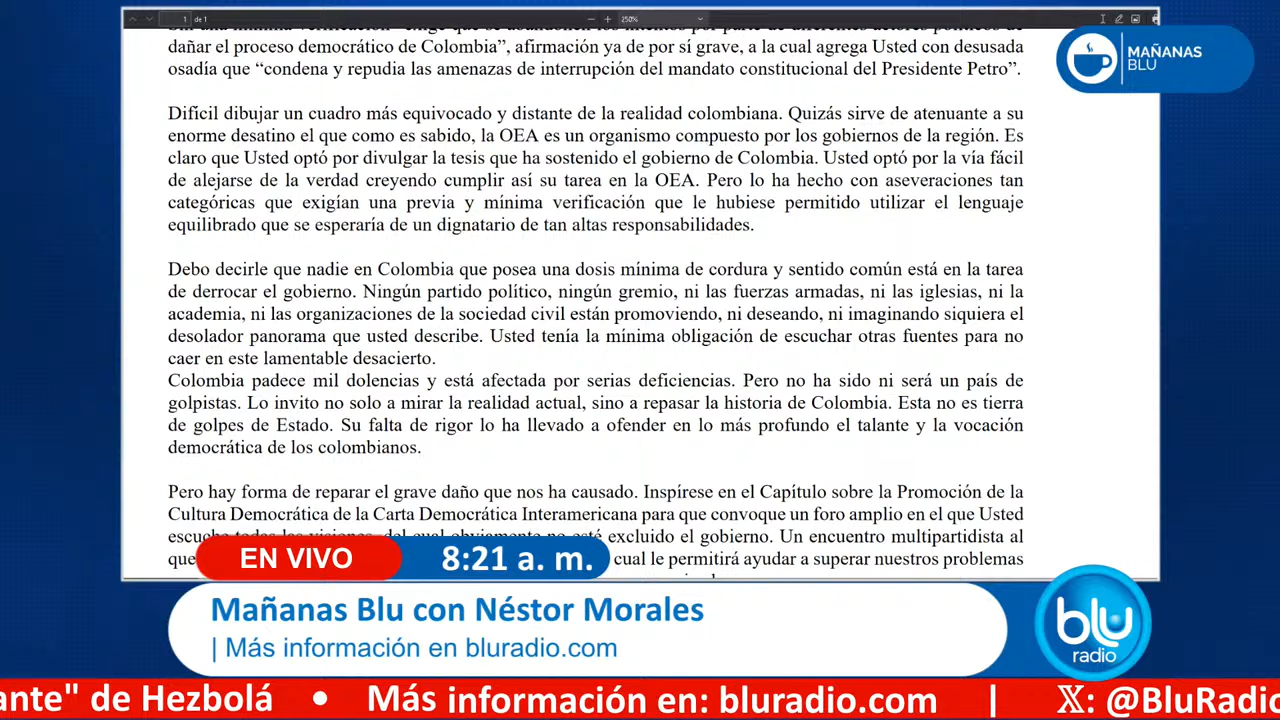 1 de 1
250%
MAÑANAS
BLU
dañar el proceso democrático de Colombia”, afirmación ya de por sí grave, a la cual agrega Usted con desusada
osadía que “condena y repudia las amenazas de interrupción del mandato constitucional del Presidente Petro”.
Difícil dibujar un cuadro más equivocado y distante de la realidad colombiana. Quizás sirve de atenuante a su
enorme desatino el que como es sabido, la OEA es un organismo compuesto por los gobiernos de la región. Es
claro que Usted optó por divulgar la tesis que ha sostenido el gobierno de Colombia. Usted optó por la vía fácil
de alejarse de la verdad creyendo cumplir así su tarea en la OEA. Pero lo ha hecho con aseveraciones tan
categóricas que exigían una previa y mínima verificación que le hubiese permitido utilizar el lenguaje
equilibrado que se esperaría de un dignatario de tan altas responsabilidades.
Debo decirle que nadie en Colombia que posea una dosis mínima de cordura y sentido común está en la tarea
de derrocar el gobierno. Ningún partido político, ningún gremio, ni las fuerzas armadas, ni las iglesias, ni la
academia, ni las organizaciones de la sociedad civil están promoviendo, ni deseando, ni imaginando siquiera el
desolador panorama que usted describe. Usted tenía la mínima obligación de escuchar otras fuentes para no
caer en este lamentable desacierto.
Colombia padece mil dolencias y está afectada por serias deficiencias. Pero no ha sido ni será un país de
golpistas. Lo invito no solo a mirar la realidad actual, sino a repasar la historia de Colombia. Esta no es tierra
de golpes de Estado. Su falta de rigor lo ha llevado a ofender en lo más profundo el talante y la vocación
democrática de los colombianos.
Pero hay forma de reparar el grave daño que nos ha causado. Inspírese en el Capítulo sobre la Promoción de la
Cultura Democrática de la Carta Democrática Interamericana para que convoque un foro amplio en el que Usted
escuche todas las visiones, del cual obviamente no esté excluido el gobierno. Un encuentro multipartidista al
cual le permitirá ayudar a superar nuestros problemas
EN VIVO
8:21 a. m.
Mañanas Blu con Néstor Morales
| Más información en bluradio.com
blu
radio
ante" de Hezbolá • Más información en: bluradio.com | X: @BluRadio